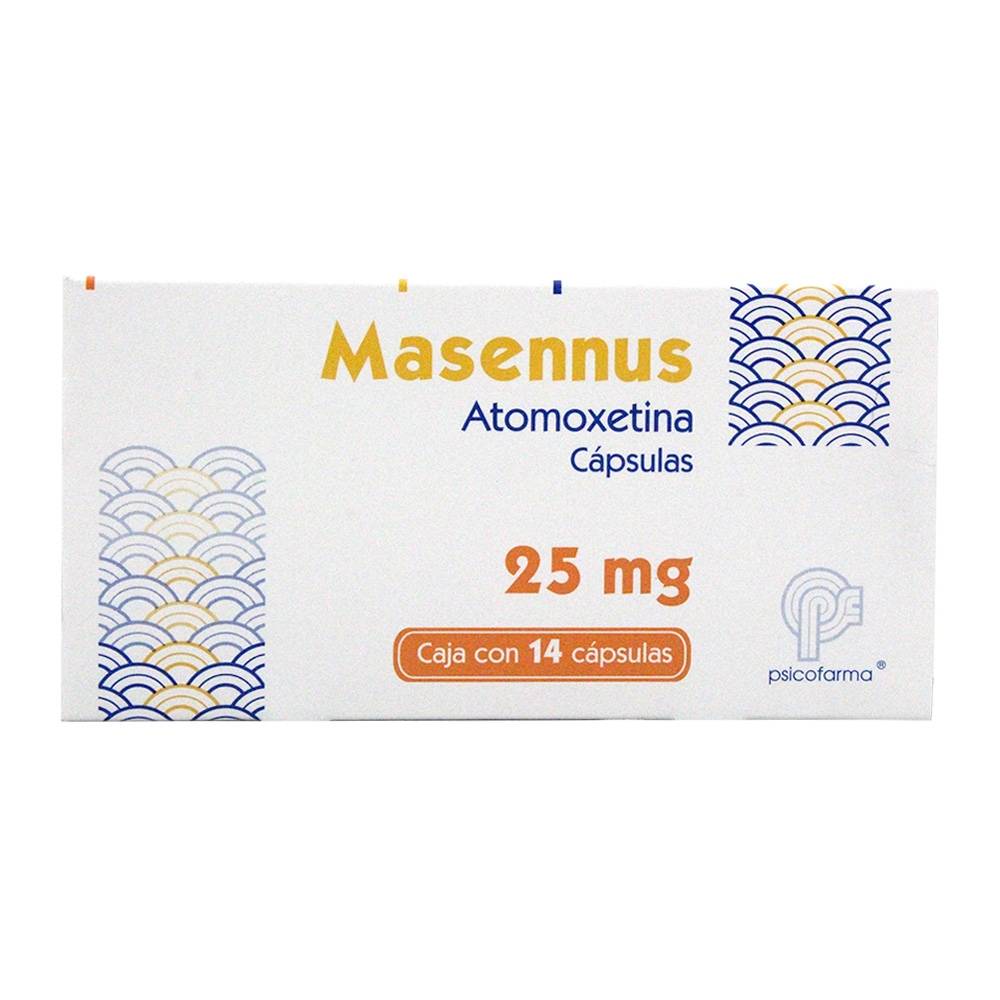 Masennus
Atomoxetina
Cápsulas
25 mg
Caja con 14 cápsulas
psicofarma®